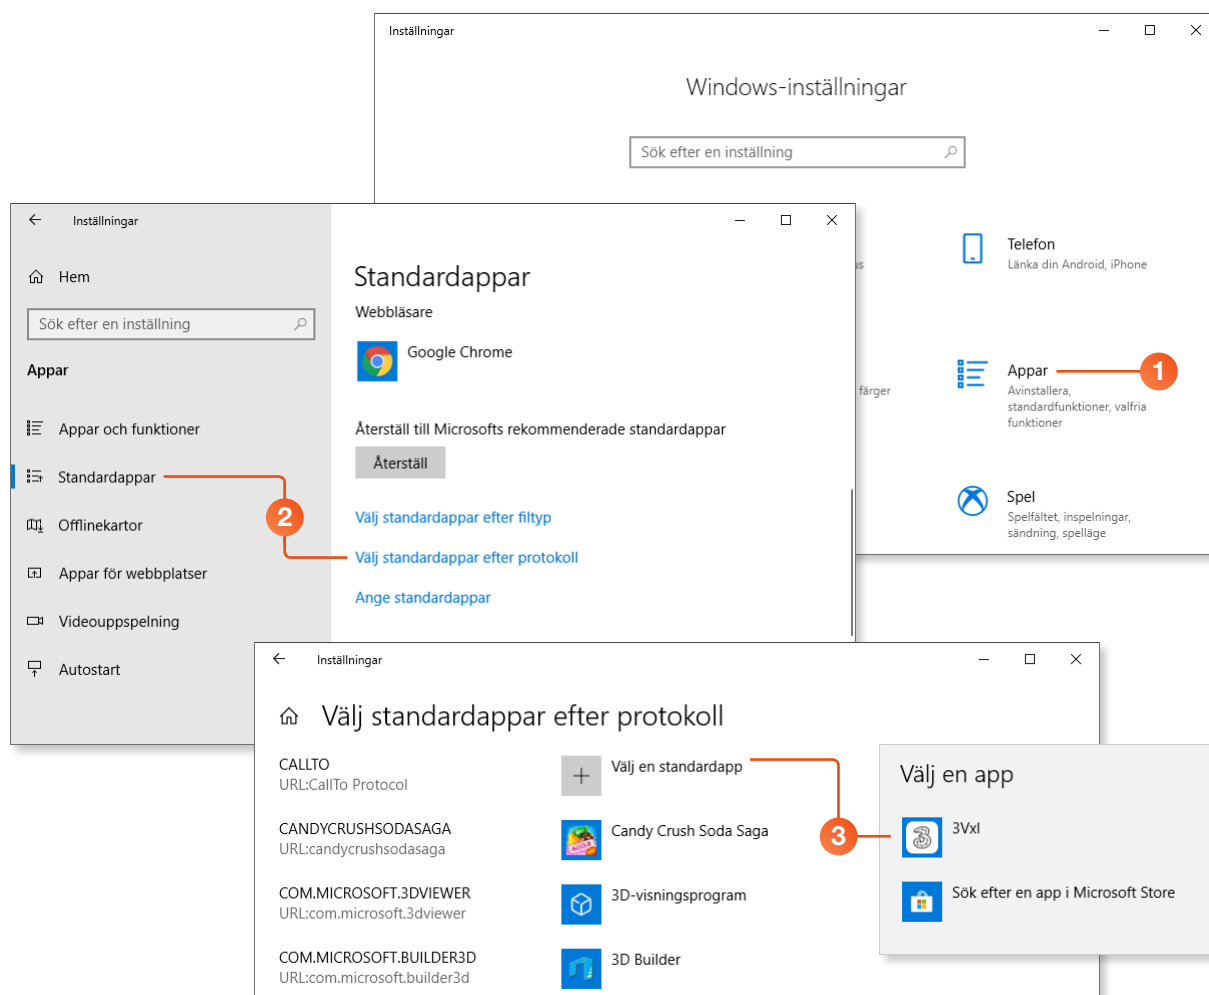 Inställningar
Windows-inställningar
Sök efter en inställning
Telefon
Länka din Android, iPhone
Appar
1
Avinstallera,
standardfunktioner, valfria
funktioner
färger
Spel
Spelfältet, inspelningar,
sändning, spelläge
Inställningar
Hem
Sök efter en inställning
Appar
Appar och funktioner
Standardappar
Offlinekartor
Appar för webbplatser
Videouppspelning
Autostart
2
Standardappar
Webbläsare
Google Chrome
Återställ till Microsofts rekommenderade standardappar
Återställ
Välj standardappar efter filtyp
Välj standardappar efter protokoll
Ange standardappar
Inställningar
Välj standardappar efter protokoll
CALLTO
URL:CallTo Protocol
Välj en standardapp
CANDYCRUSHSODASAGA
URL:candycrushsodasaga
Candy Crush Soda Saga
COM.MICROSOFT.3DVIEWER
URL:com.microsoft.3dviewer
3D-visningsprogram
COM.MICROSOFT.BUILDER3D
URL:com.microsoft.builder3d
3D Builder
3
Välj en app
3Vxl
Sök efter en app i Microsoft Store